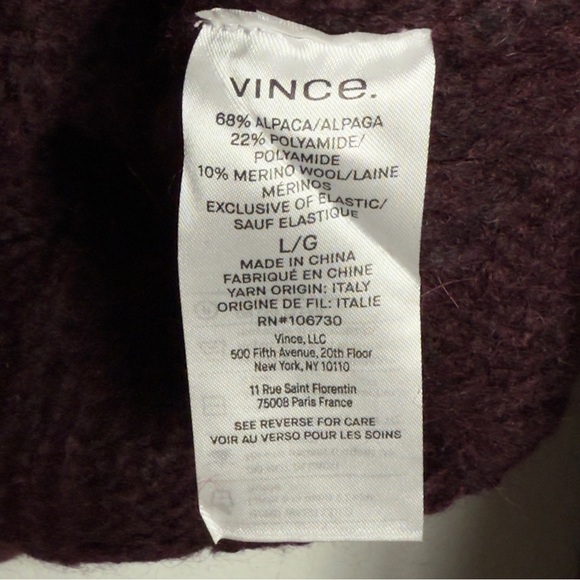 VINCe.
68% ALPACA/ALPAGA
22% POLYAMIDE/
POLYAMIDE
10% MERINO WOOL/LAINE
MÉRINOS
EXCLUSIVE OF ELASTIC/
SAUF ELASTIQUE
L/G
MADE IN CHINA
FABRIQUÉ EN CHINE
YARN ORIGIN: ITALY
ORIGINE DE FIL: ITALIE
RN#106730
Vince, LLC
500 Fifth Avenue, 20th Floor
New York, NY 10110
11 Rue Saint Florentin
75008 Paris France
SEE REVERSE FOR CARE
VOIR AU VERSO POUR LES SOINS